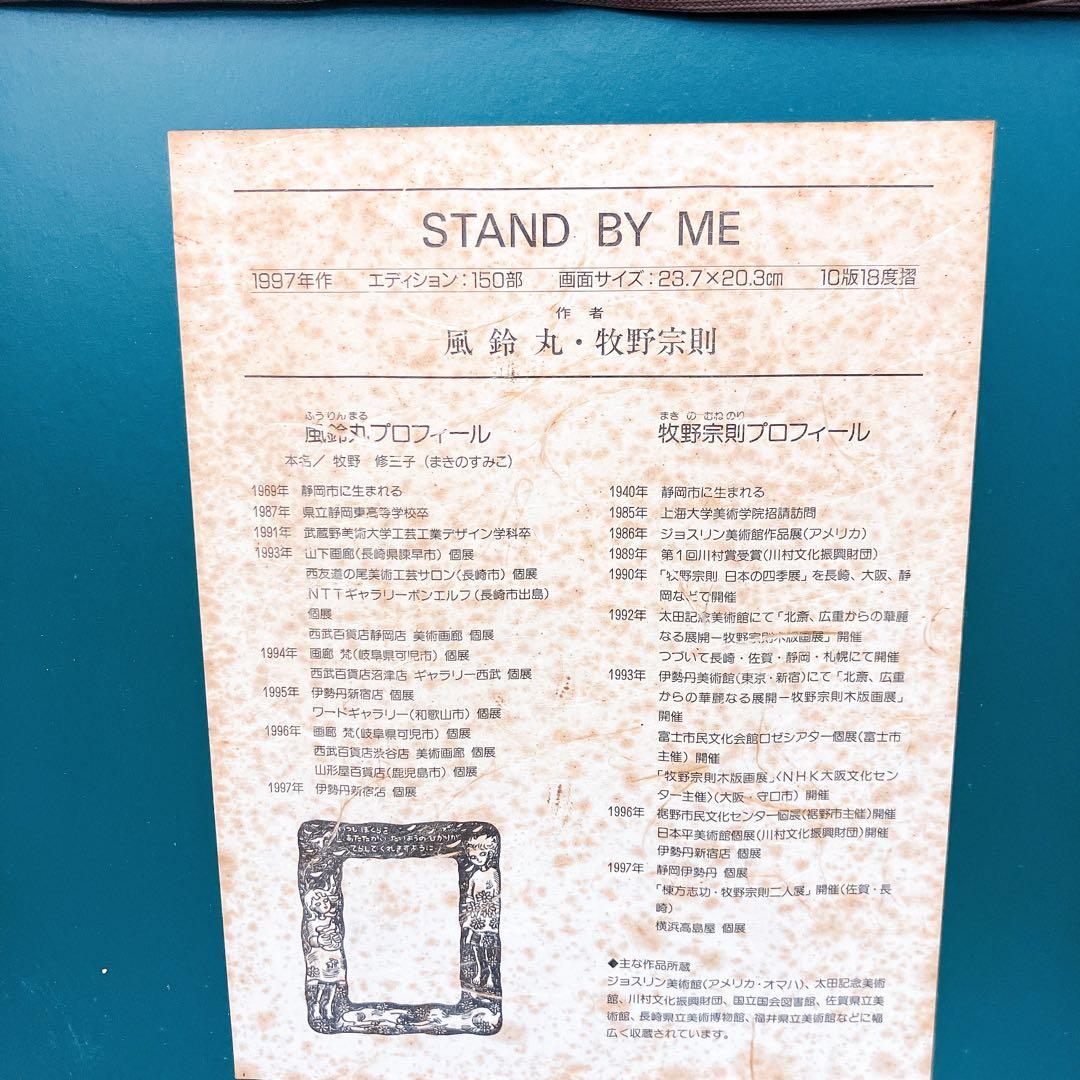 STAND BY ME
1997年作 エディション:150部 画面サイズ:23.7×20.3㎝ 10版18度摺
作者
風鈴丸・牧野宗則
ふうりんまる
風鈴丸プロフィール
本名/牧野 修三子(まきのすみこ)
1969年 静岡市に生まれる
1987年 県立静岡東高等学校卒
1991年 武蔵野美術大学工芸工業デザイン学科卒
1993年 山下画廊(長崎県諫早市)個展
西友道の尾美術工芸サロン(長崎市)個展
NTTギャラリーボンエルフ(長崎市出島)
個展
西武百貨店静岡店 美術画廊 個展
1994年 画廊 梵(岐阜県可児市)個展
西武百貨店沼津店 ギャラリー西武 個展
1995年 伊勢丹新宿店 個展
ワードギャラリー(和歌山市)個展
1996年 画廊 梵(岐阜県可児市)個展
西武百貨店渋谷店 美術画廊 個展
山形屋百貨店(鹿児島市)個展
1997年 伊勢丹新宿店 個展
いつも ぼくらを
あたたかい たいようの ひかりが
てらしてくれますように
まきの むねのり
牧野宗則プロフィール
1940年 静岡市に生まれる
1985年 上海大学美術学院招請訪問
1986年 ジョスリン美術館作品展(アメリカ)
1989年 第1回川村賞受賞(川村文化振興財団)
1990年 「牧野宗則 日本の四季展」を長崎、大阪、静
岡などで開催
1992年 太田記念美術館にて「北斎、広重からの華麗
なる展開−牧野宗則木版画展」開催
つづいて長崎・佐賀・静岡・札幌にて開催
1993年 伊勢丹美術館(東京・新宿)にて「北斎、広重
からの華麗なる展開−牧野宗則木版画展」
開催
富士市民文化会館ロゼシアター個展(富士市
主催)開催
「牧野宗則木版画展」〈NHK大阪文化セン
ター主催〉(大阪・守口市)開催
1996年 裾野市民文化センター個展(裾野市主催)開催
日本平美術館個展(川村文化振興財団)開催
伊勢丹新宿店 個展
1997年 静岡伊勢丹 個展
「棟方志功・牧野宗則二人展」開催(佐賀・長
崎)
横浜高島屋 個展
◆主な作品所蔵
ジョスリン美術館(アメリカ・オマハ)、太田記念美術
館、川村文化振興財団、国立国会図書館、佐賀県立美
術館、長崎県立美術博物館、福井県立美術館などに幅
広く収蔵されています。